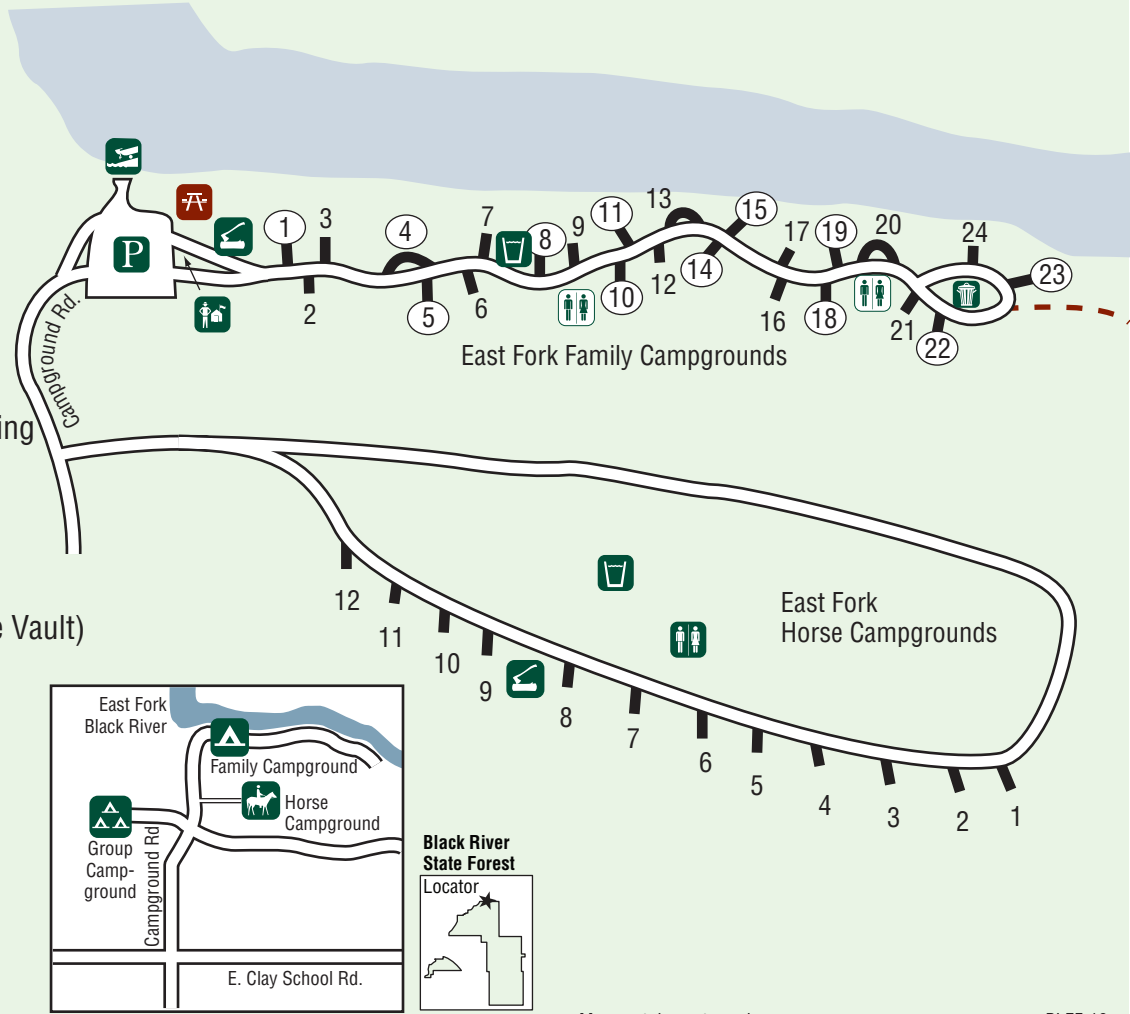 P
1
3
4
7
8
9
11
13
15
17
19
20
24
23
2
5
6
10
12
14
16
18
21
22
East Fork Family Campgrounds
Campground Rd.
ing
e Vault)
12
11
10
9
8
7
6
5
4
3
2
1
East Fork
Horse Campgrounds
East Fork
Black River
Family Campground
Horse
Campground
Group
Camp-
ground
Campground Rd
E. Clay School Rd.
Black River
State Forest
Locator